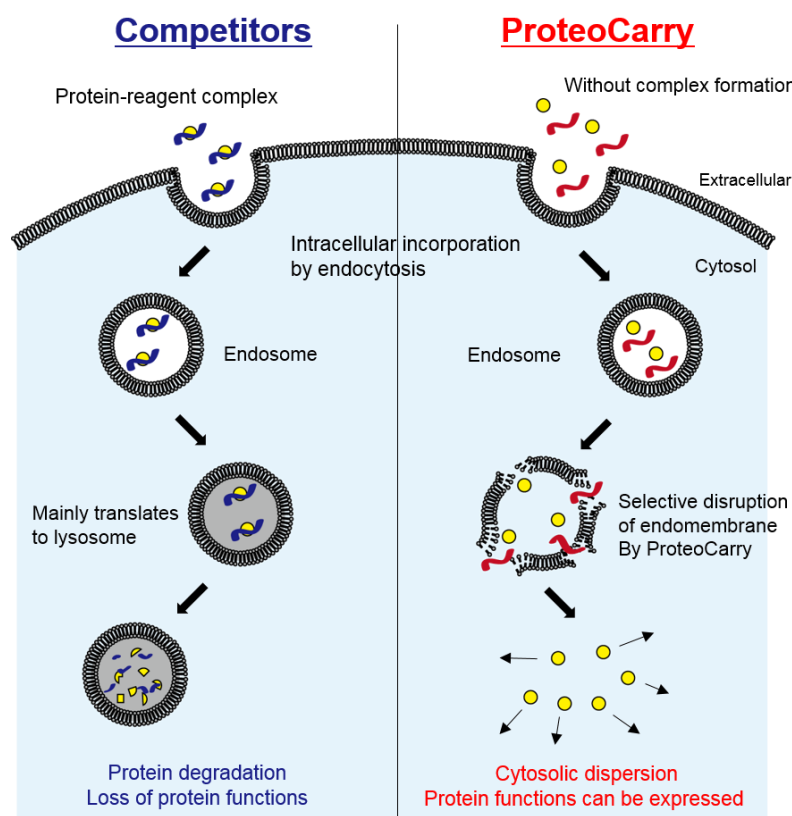 Competitors
ProteoCarry
Protein-reagent complex
Without complex formation
Extracellular
Intracellular incorporation
by endocytosis
Cytosol
Endosome
Endosome
Mainly translates
to lysosome
Selective disruption
of endomembrane
By ProteoCarry
Protein degradation
Loss of protein functions
Cytosolic dispersion
Protein functions can be expressed